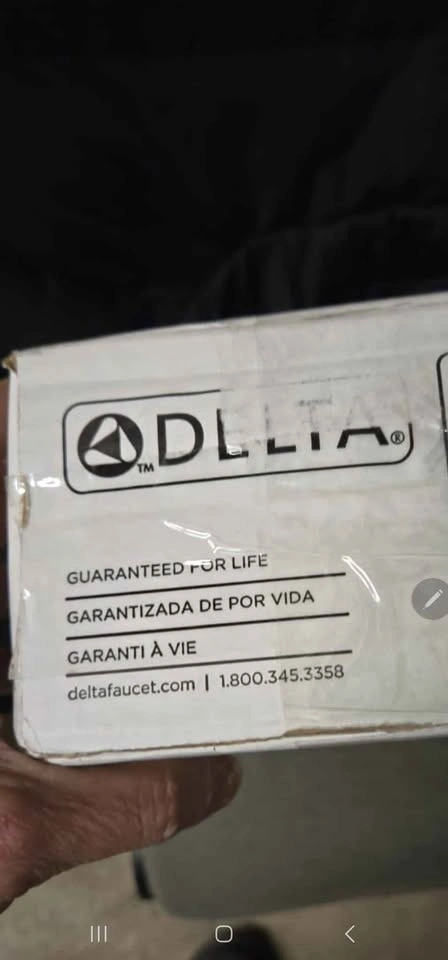 DELTA®
TM
GUARANTEED FOR LIFE
GARANTIZADA DE POR VIDA
GARANTI À VIE
deltafaucet.com | 1.800.345.3358